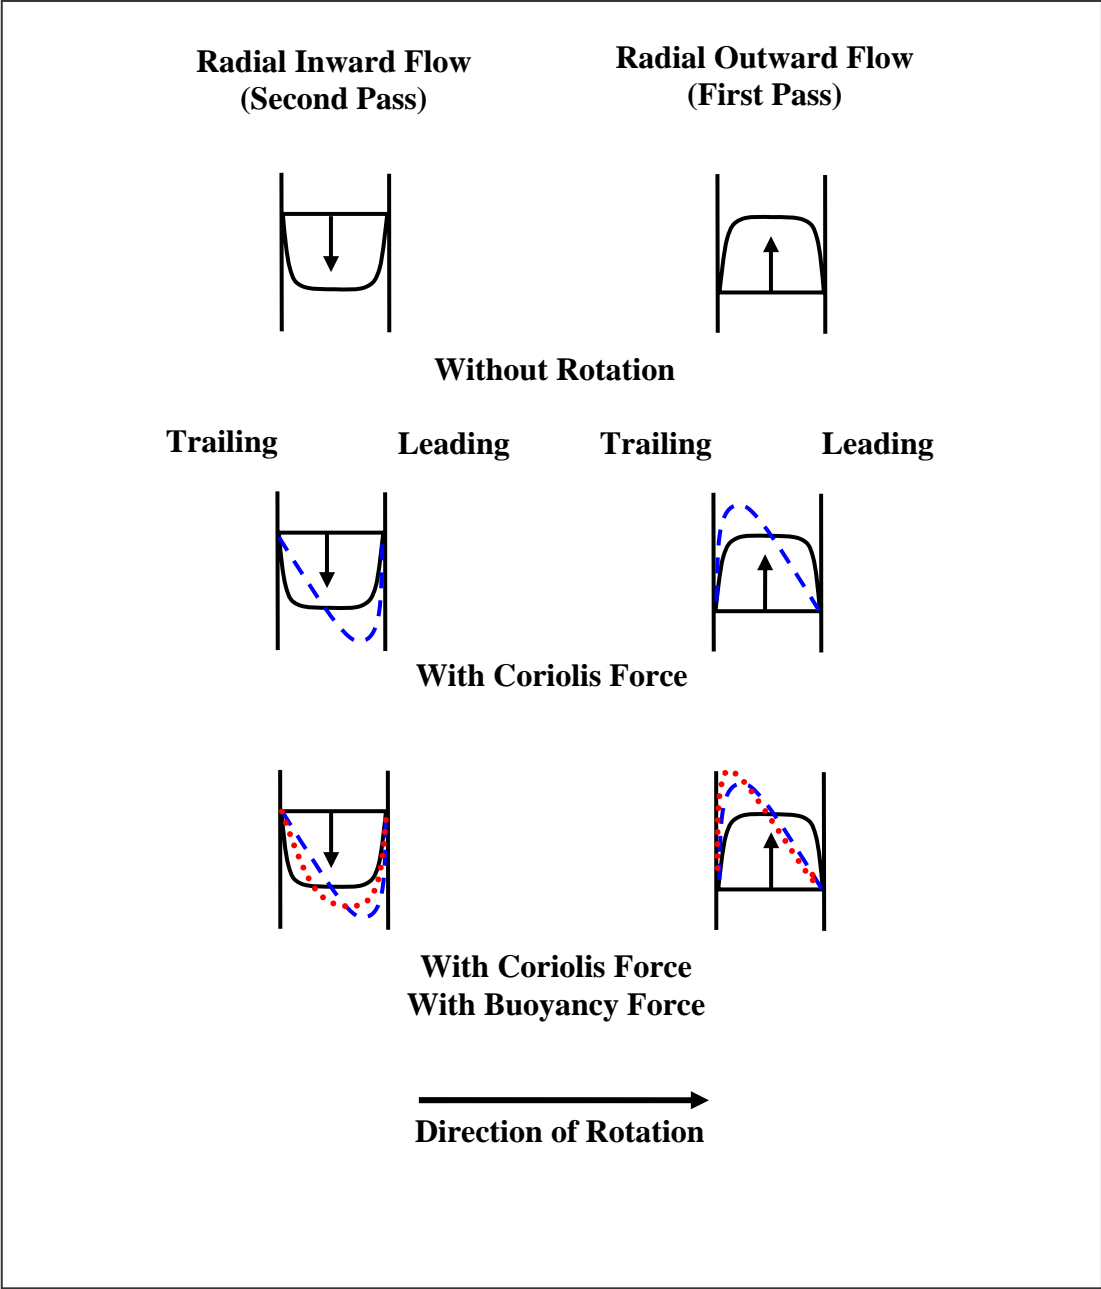 Radial Inward Flow
(Second Pass)
Radial Outward Flow
(First Pass)
Without Rotation
Trailing
Leading
Trailing
Leading
With Coriolis Force
With Coriolis Force
With Buoyancy Force
Direction of Rotation